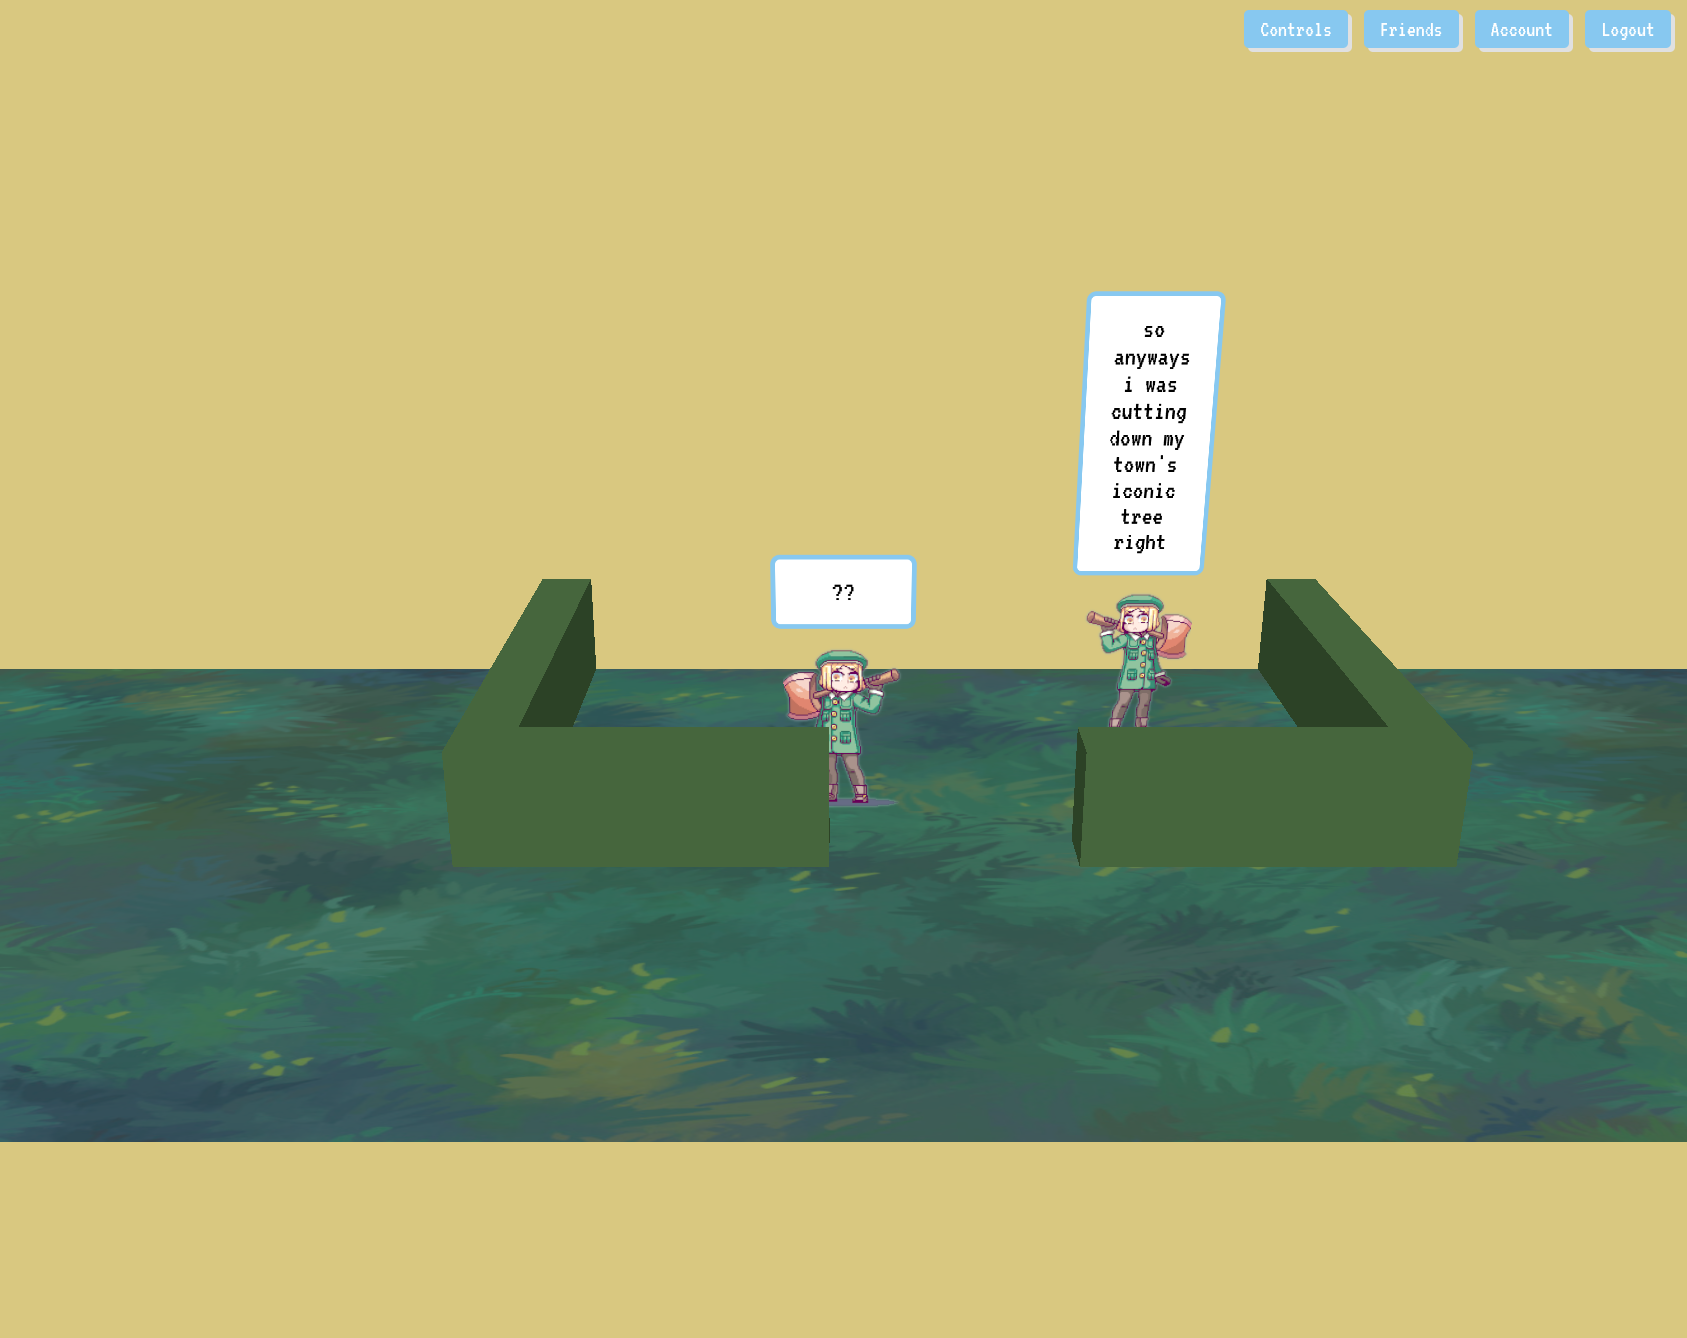 Controls Friends Account Logout
so
anyways
i was
cutting
down my
town's
iconic
tree
right
??